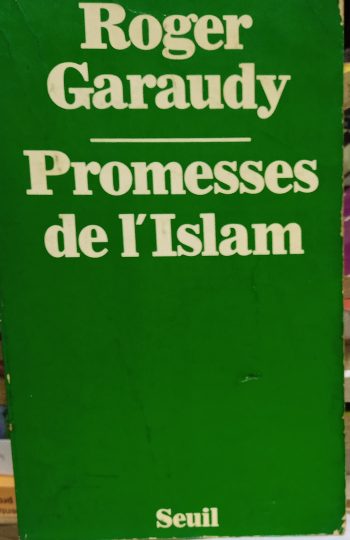 Roger
Garaudy
Promesses
de l'Islam
Seuil